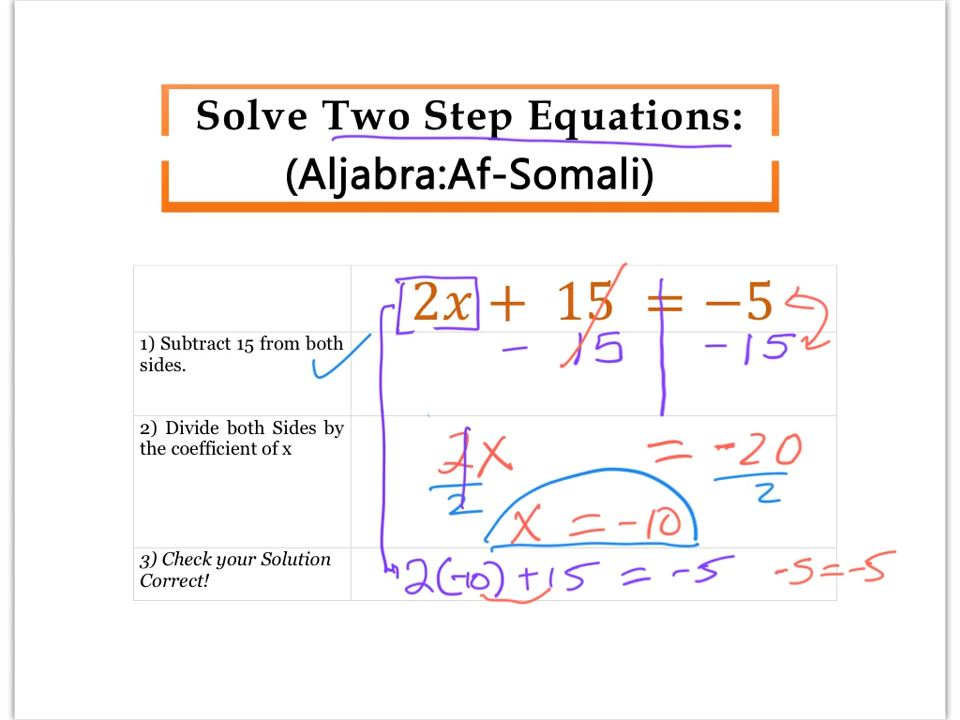 Solve Two Step Equations:
(Aljabra:Af-Somali)
2x + 15 = −5
1) Subtract 15 from both
sides.
- 15 -15
2) Divide both Sides by
the coefficient of x
2x = -20
2 2
x = -10
3) Check your Solution
Correct!
2(-10) + 15 = -5 -5 = -5